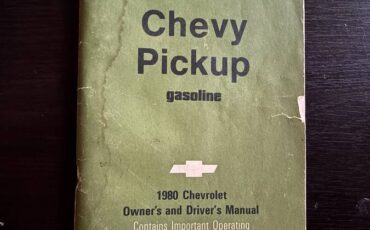 Chevy
Pickup
gasoline
1980 Chevrolet
Owner's and Driver's Manual
Contains Important Operating